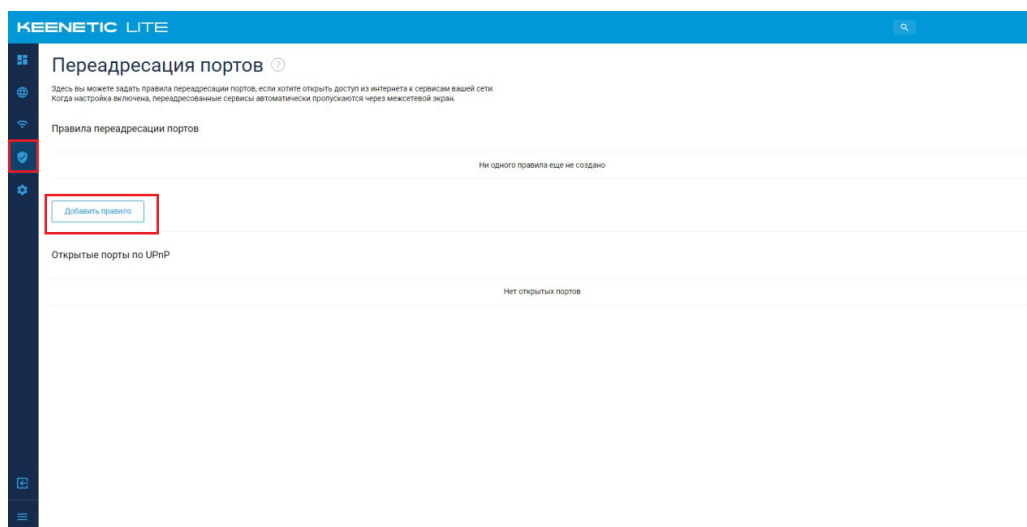 KEENETIC LITE
Переадресация портов ?
Здесь вы можете задать правила переадресации портов, если хотите открыть доступ из интернета к сервисам вашей сети.
Когда настройка включена, переадресованные сервисы автоматически пропускаются через межсетевой экран.
Правила переадресации портов
Ни одного правила еще не создано
Добавить правило
Открытые порты по UPnP
Нет открытых портов